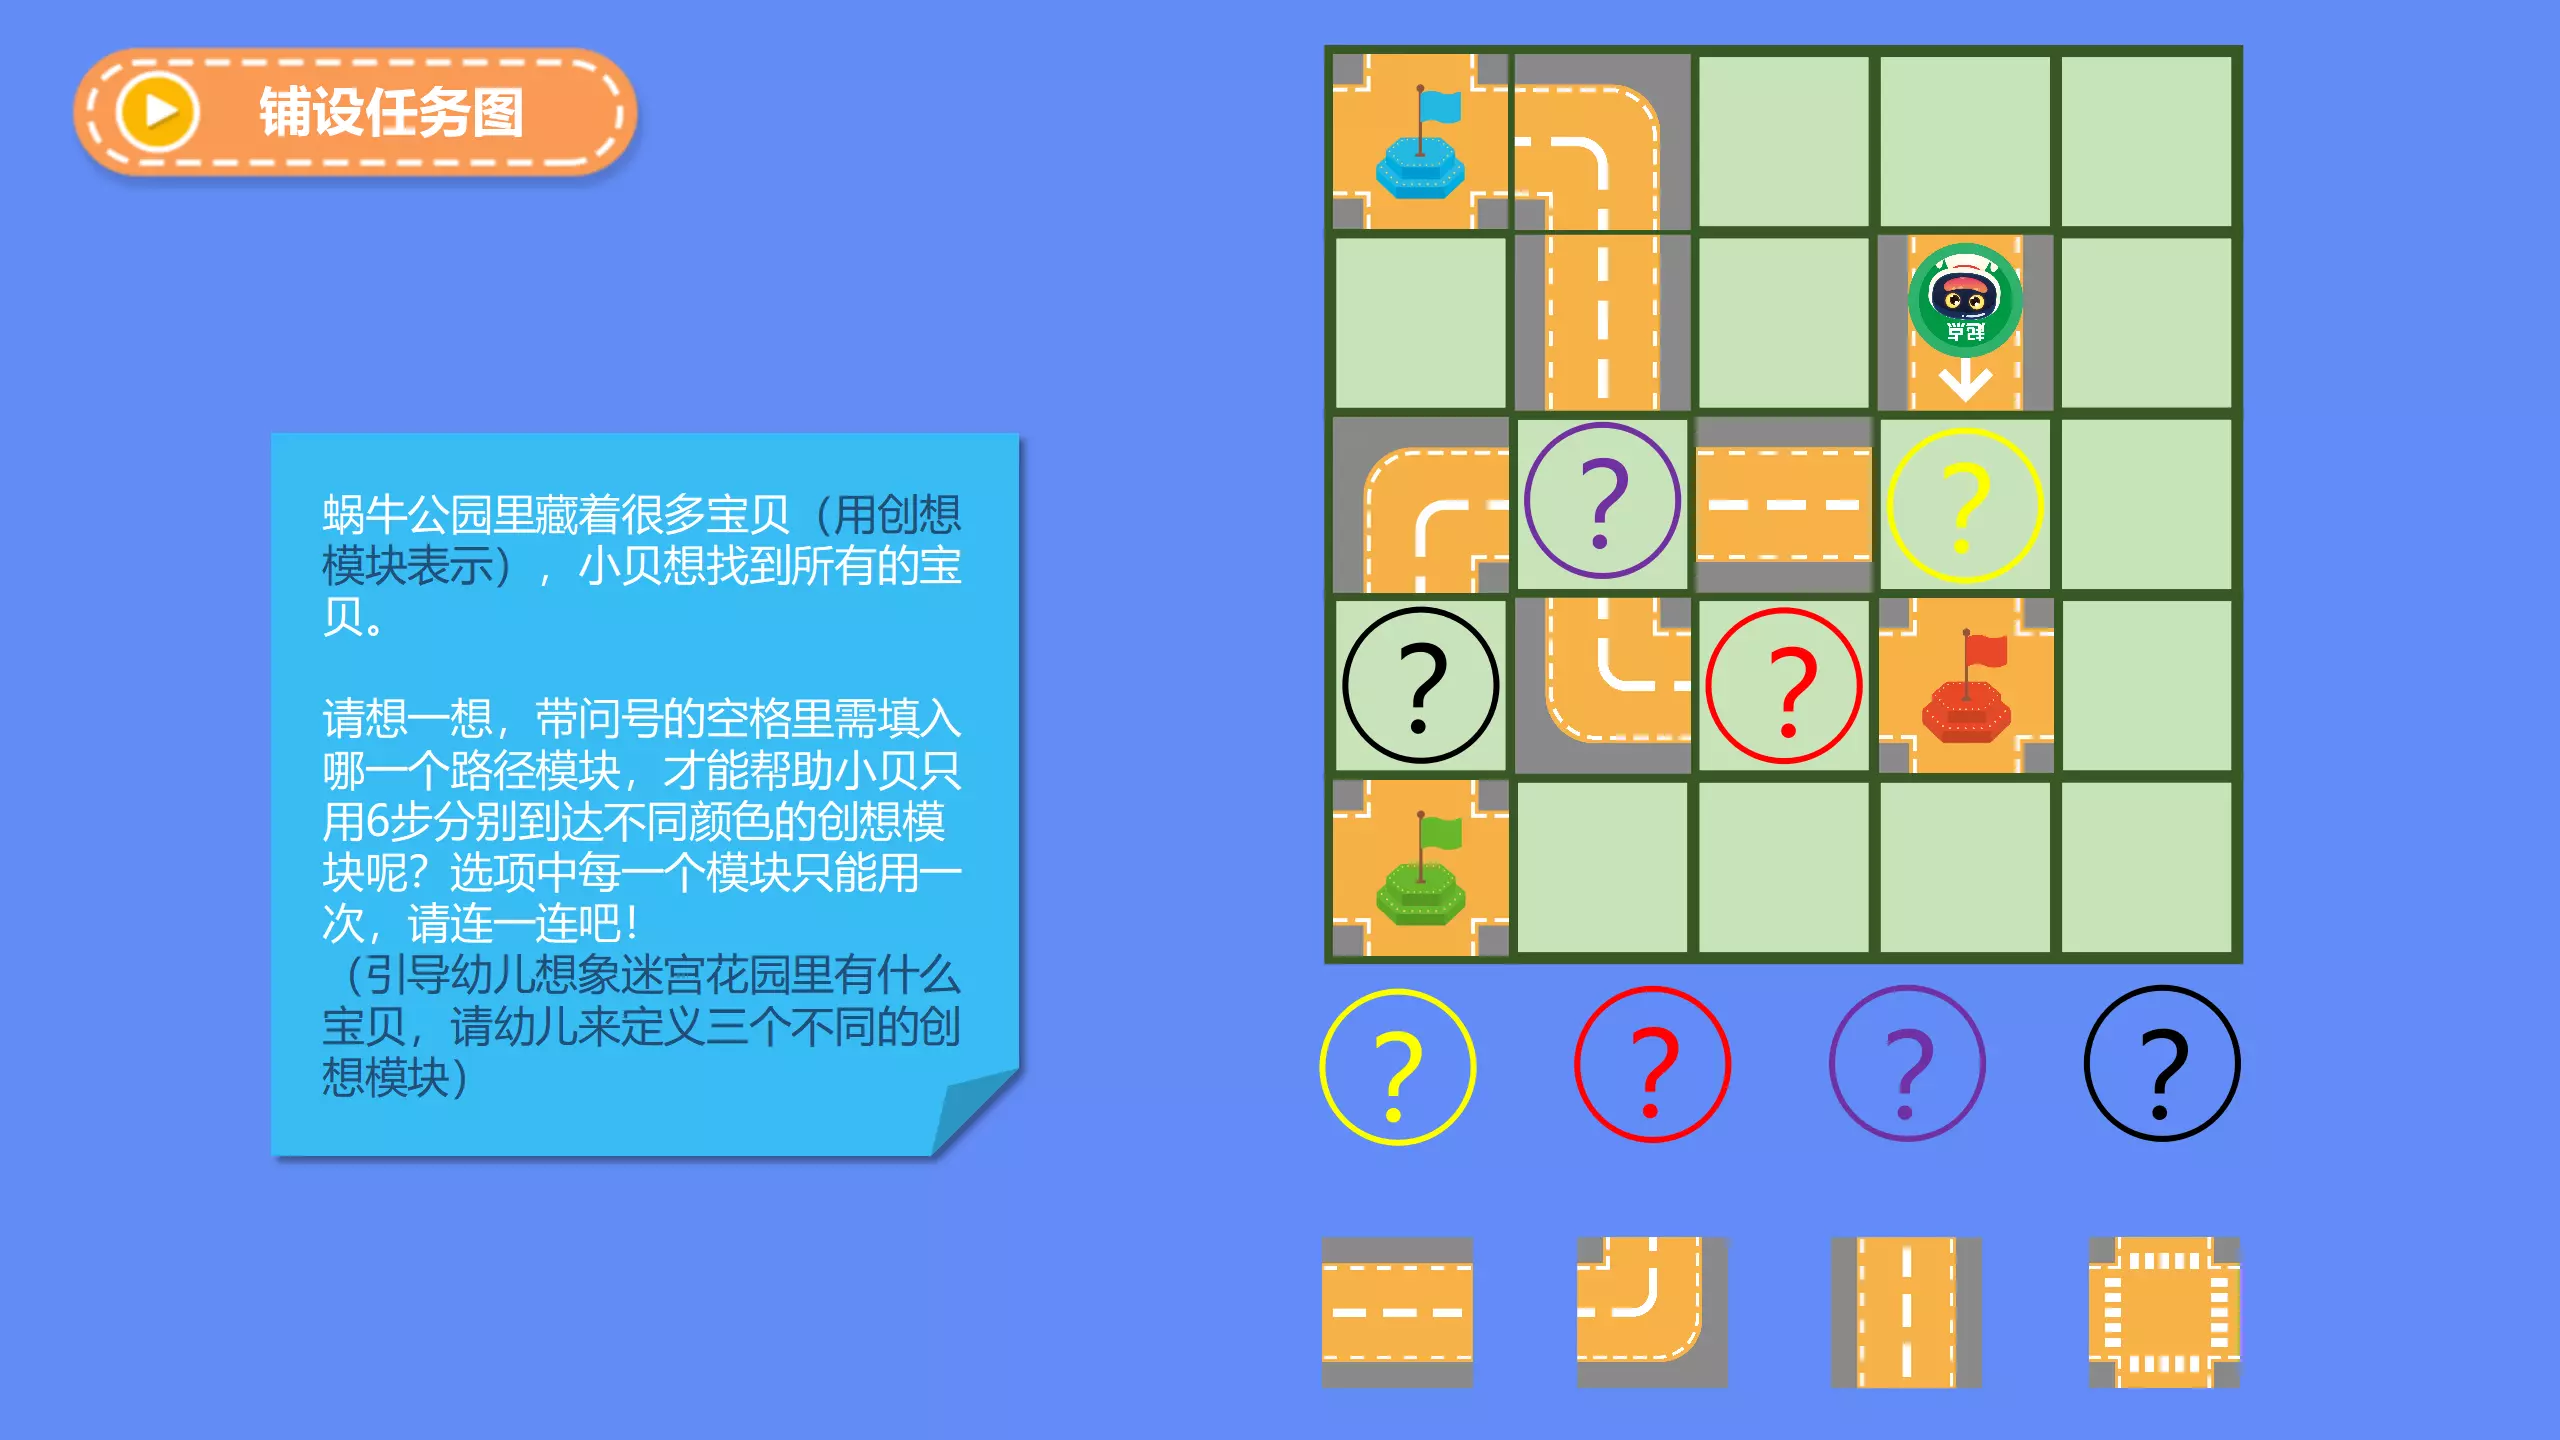 铺设任务图
蜗牛公园里藏着很多宝贝（用创想
模块表示），小贝想找到所有的宝
贝。
请想一想，带问号的空格里需填入
哪一个路径模块，才能帮助小贝只
用6步分别到达不同颜色的创想模
块呢？选项中每一个模块只能用一
次，请连一连吧！
（引导幼儿想象迷宫花园里有什么
宝贝，请幼儿来定义三个不同的创
想模块）
起点
? ?
? ?
? ? ? ?